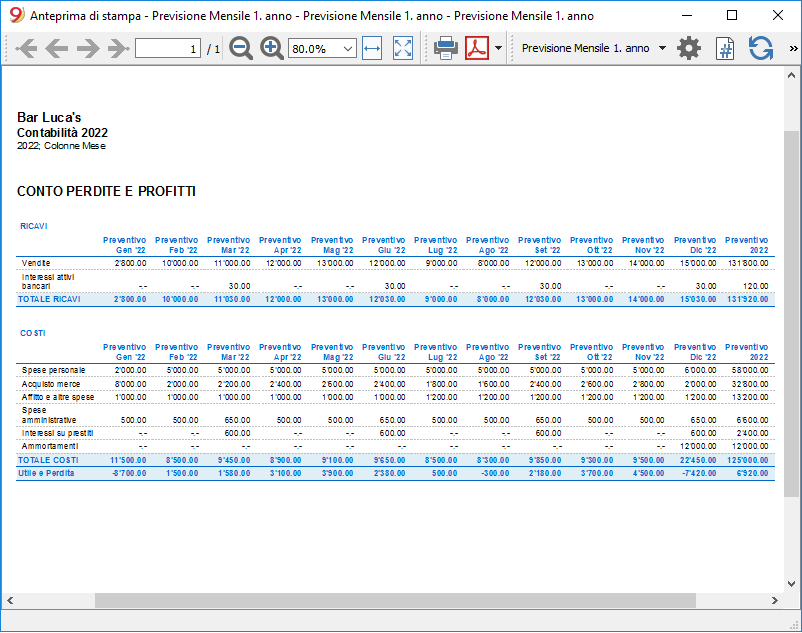 Anteprima di stampa - Previsione Mensile 1. anno - Previsione Mensile 1. anno - Previsione Mensile 1. anno
1 / 1 80.0% Previsione Mensile 1. anno
Bar Luca's
Contabilità 2022
2022; Colonne Mese
CONTO PERDITE E PROFITTI
RICAVI
Preventivo Preventivo Preventivo Preventivo Preventivo Preventivo Preventivo Preventivo Preventivo Preventivo Preventivo Preventivo Preventivo
Gen '22 Feb '22 Mar '22 Apr '22 Mag '22 Giu '22 Lug '22 Ago '22 Set '22 Ott '22 Nov '22 Dic '22 2022
Vendite 2'800.00 10'000.00 11'000.00 12'000.00 13'000.00 12'000.00 9'000.00 8'000.00 12'000.00 13'000.00 14'000.00 15'000.00 131'800.00
Interessi attivi
bancari -.- -.- 30.00 -.- -.- 30.00 -.- -.- 30.00 -.- -.- 30.00 120.00
TOTALE RICAVI 2'800.00 10'000.00 11'030.00 12'000.00 13'000.00 12'030.00 9'000.00 8'000.00 12'030.00 13'000.00 14'000.00 15'030.00 131'920.00
COSTI
Preventivo Preventivo Preventivo Preventivo Preventivo Preventivo Preventivo Preventivo Preventivo Preventivo Preventivo Preventivo Preventivo
Gen '22 Feb '22 Mar '22 Apr '22 Mag '22 Giu '22 Lug '22 Ago '22 Set '22 Ott '22 Nov '22 Dic '22 2022
Spese personale 2'000.00 5'000.00 5'000.00 5'000.00 5'000.00 5'000.00 5'000.00 5'000.00 5'000.00 5'000.00 5'000.00 6'000.00 58'000.00
Acquisto merce 8'000.00 2'000.00 2'200.00 2'400.00 2'600.00 2'400.00 1'800.00 1'600.00 2'400.00 2'600.00 2'800.00 2'000.00 32'800.00
Affitto e altre spese 1'000.00 1'000.00 1'000.00 1'000.00 1'000.00 1'000.00 1'200.00 1'200.00 1'200.00 1'200.00 1'200.00 1'200.00 13'200.00
Spese
amministrative 500.00 500.00 650.00 500.00 500.00 650.00 500.00 500.00 650.00 500.00 500.00 650.00 6'600.00
Interessi su prestiti -.- -.- 600.00 -.- -.- 600.00 -.- -.- 600.00 -.- -.- 600.00 2'400.00
Ammortamenti -.- -.- -.- -.- -.- -.- -.- -.- -.- -.- -.- 12'000.00 12'000.00
TOTALE COSTI 11'500.00 8'500.00 9'450.00 8'900.00 9'100.00 9'650.00 8'500.00 8'300.00 9'850.00 9'300.00 9'500.00 22'450.00 125'000.00
Utile e Perdita -8'700.00 1'500.00 1'580.00 3'100.00 3'900.00 2'380.00 500.00 -300.00 2'180.00 3'700.00 4'500.00 -7'420.00 6'920.00